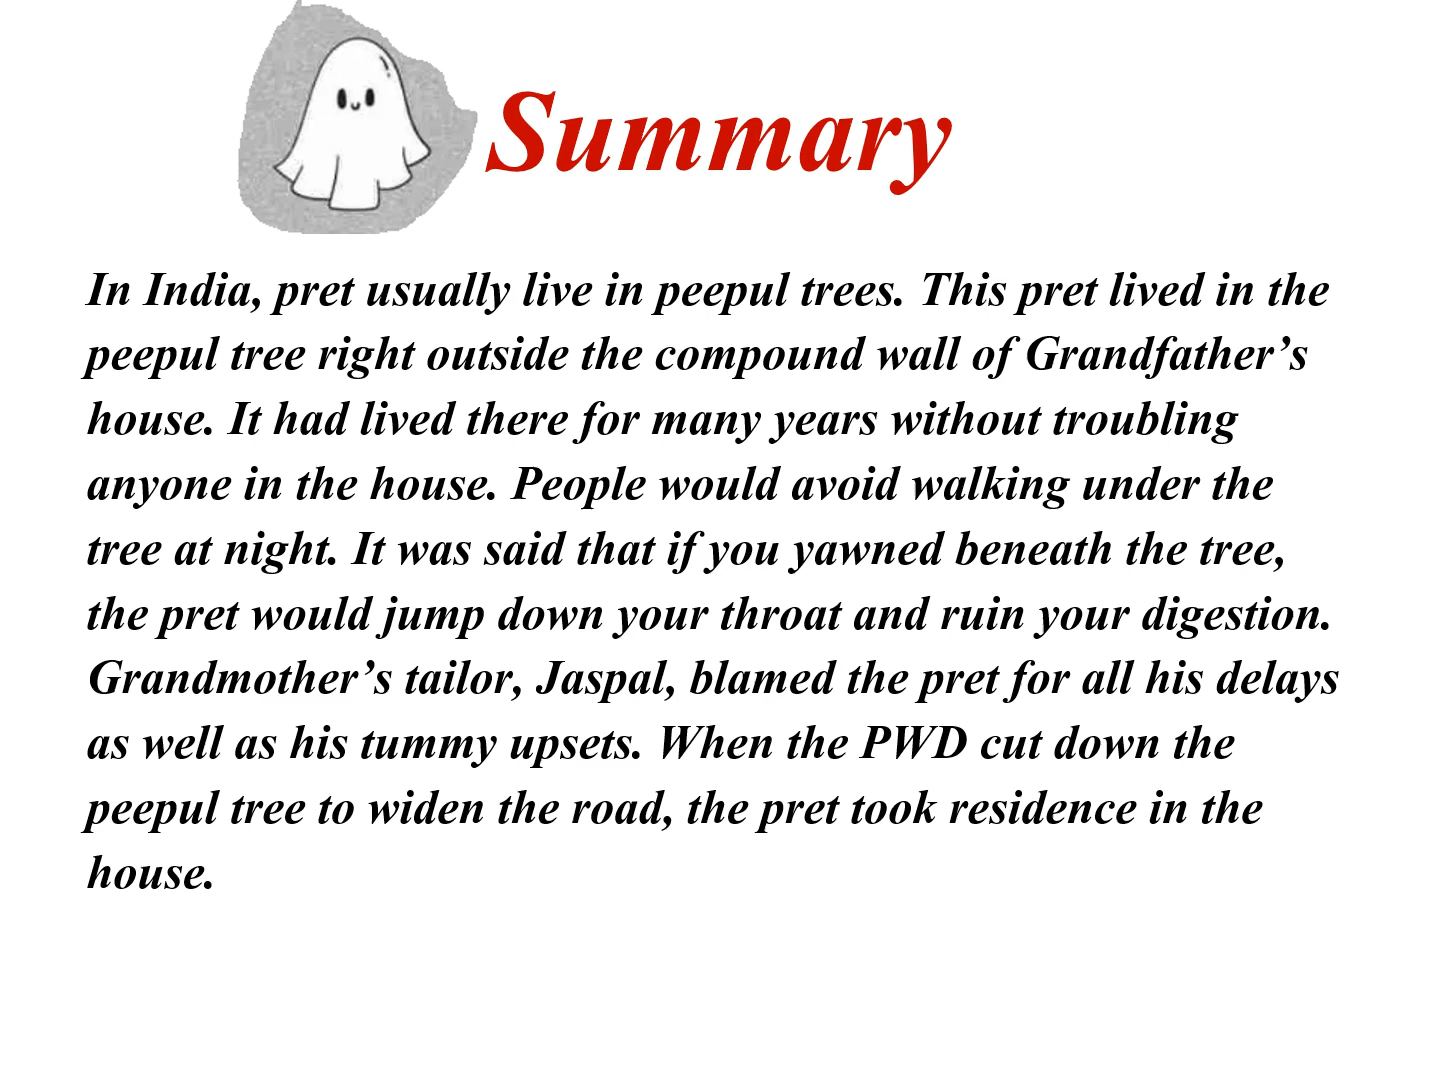 Summary
In India, pret usually live in peepul trees. This pret lived in the
peepul tree right outside the compound wall of Grandfather’s
house. It had lived there for many years without troubling
anyone in the house. People would avoid walking under the
tree at night. It was said that if you yawned beneath the tree,
the pret would jump down your throat and ruin your digestion.
Grandmother’s tailor, Jaspal, blamed the pret for all his delays
as well as his tummy upsets. When the PWD cut down the
peepul tree to widen the road, the pret took residence in the
house.